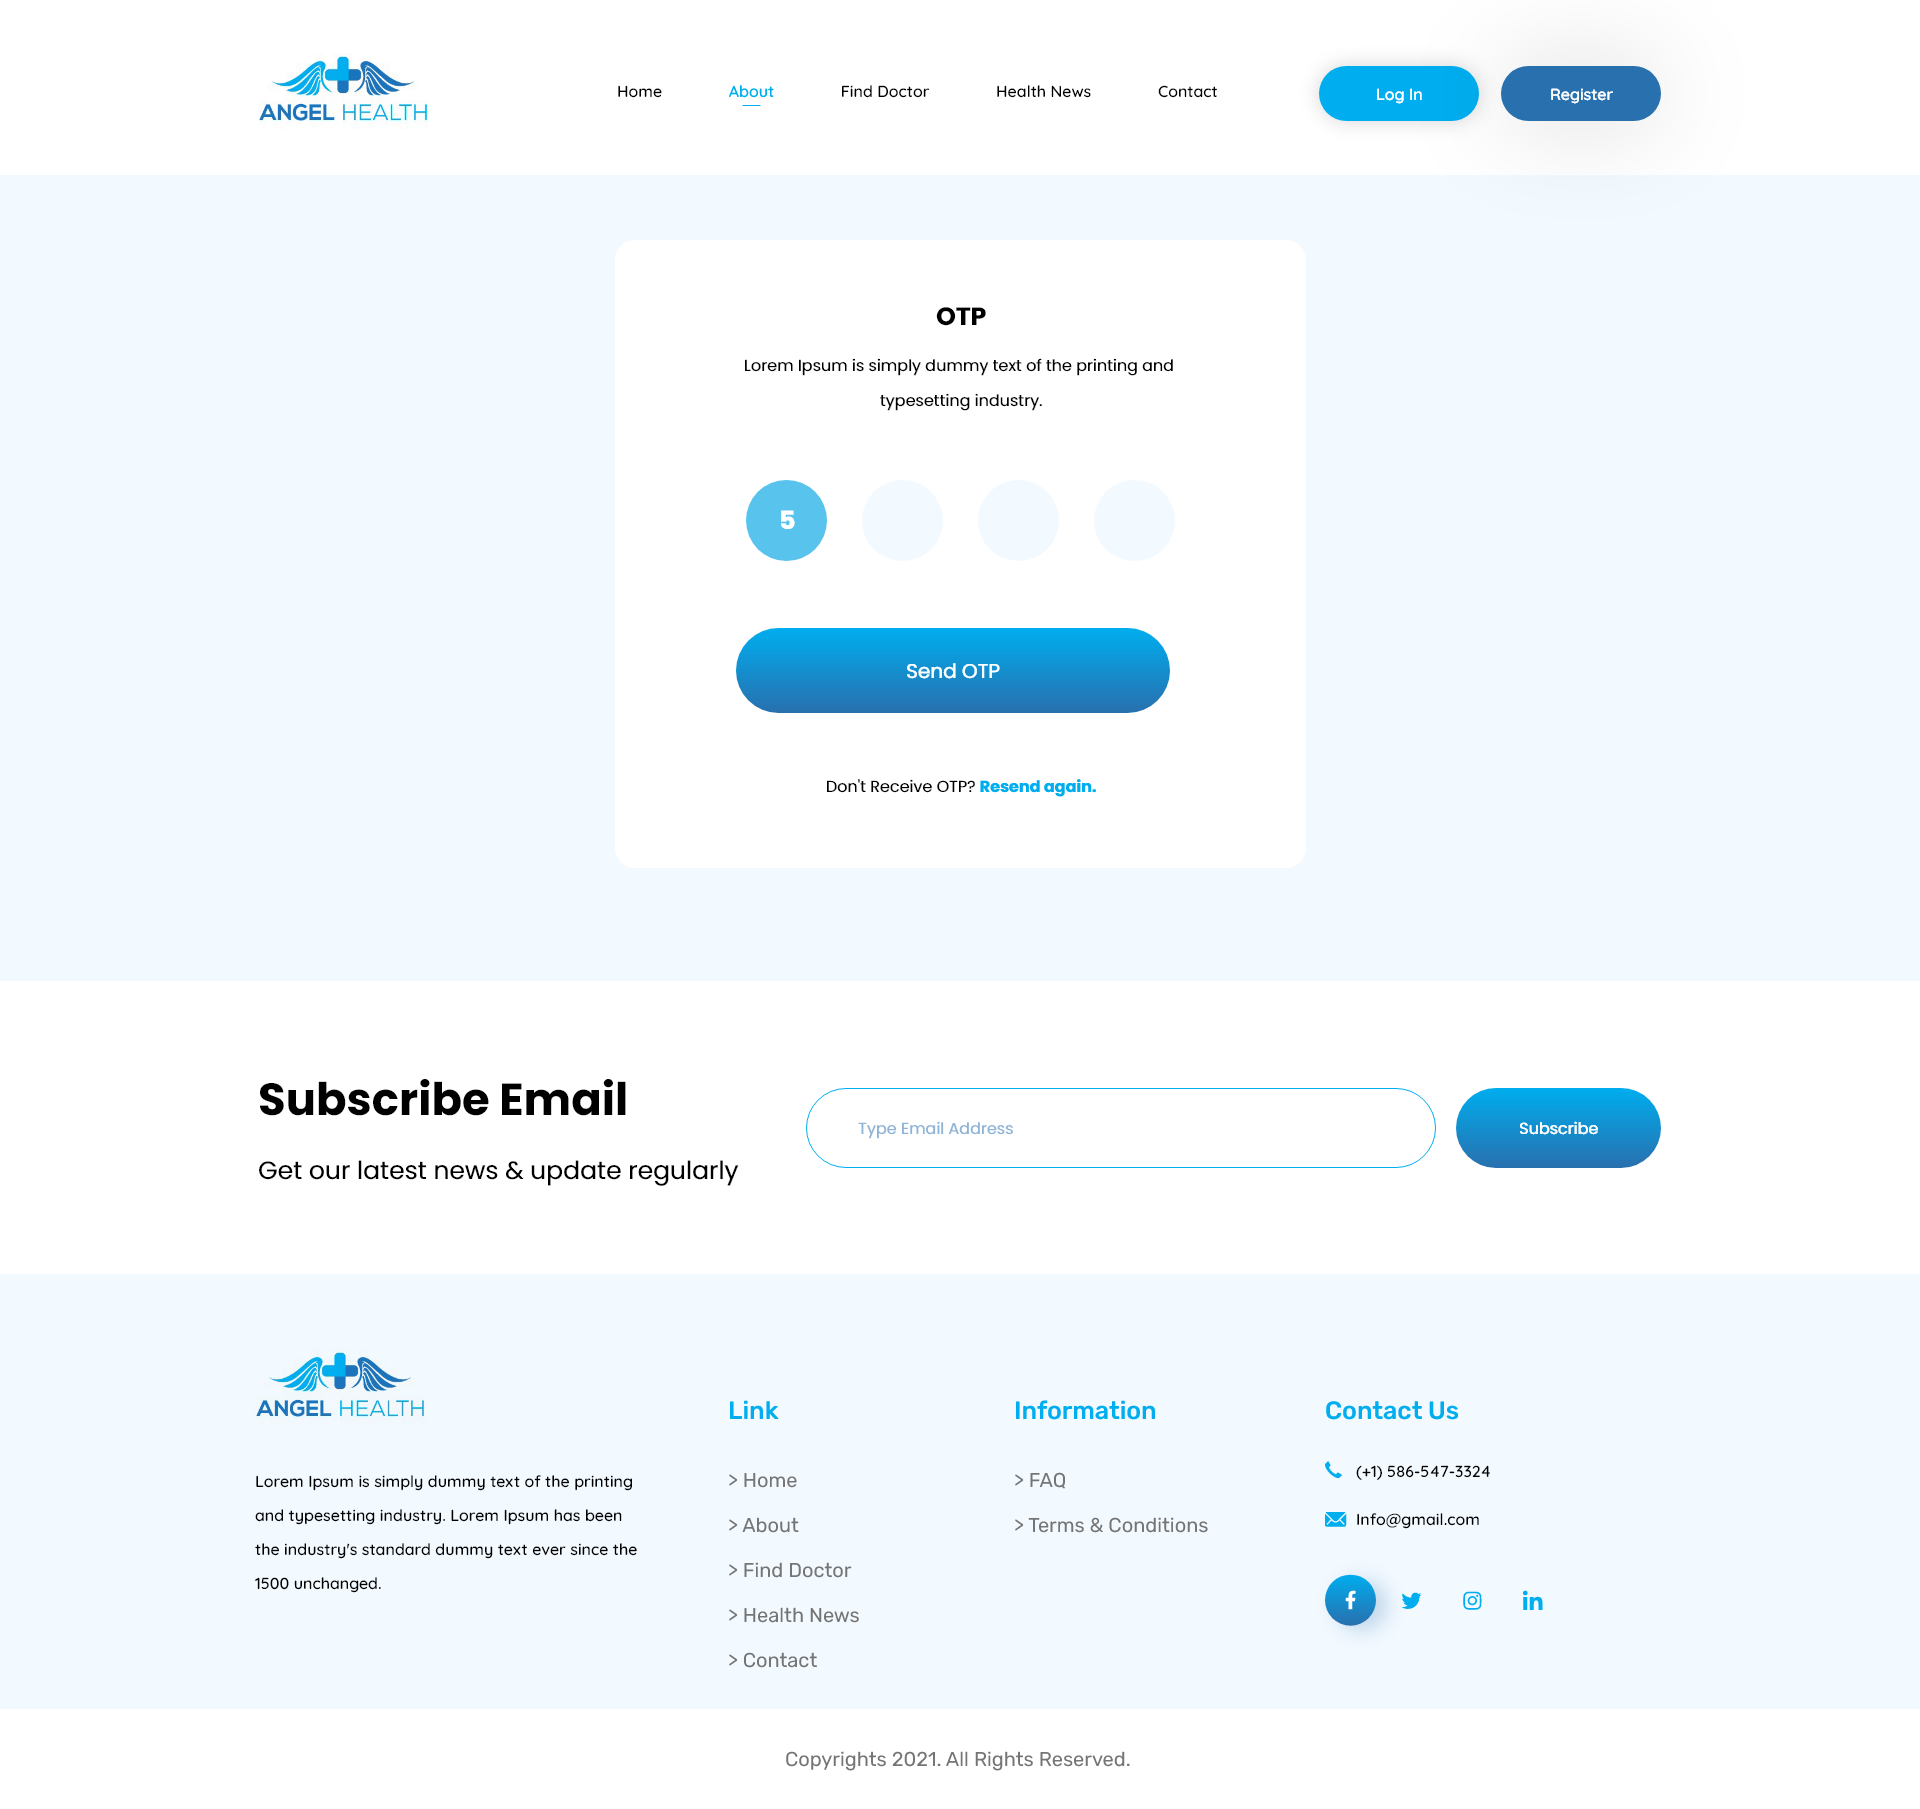 ANGEL HEALTH
Home
About
Find Doctor
Health News
Contact
Log In
Register
OTP
Lorem Ipsum is simply dummy text of the printing and
typesetting industry.
5
Send OTP
Don't Receive OTP? Resend again.
Subscribe Email
Get our latest news & update regularly
Type Email Address
Subscribe
ANGEL HEALTH
Lorem Ipsum is simply dummy text of the printing
and typesetting industry. Lorem Ipsum has been
the industry's standard dummy text ever since the
1500 unchanged.
Link
> Home
> About
> Find Doctor
> Health News
> Contact
Information
> FAQ
> Terms & Conditions
Contact Us
(+1) 586-547-3324
Info@gmail.com
Copyrights 2021. All Rights Reserved.